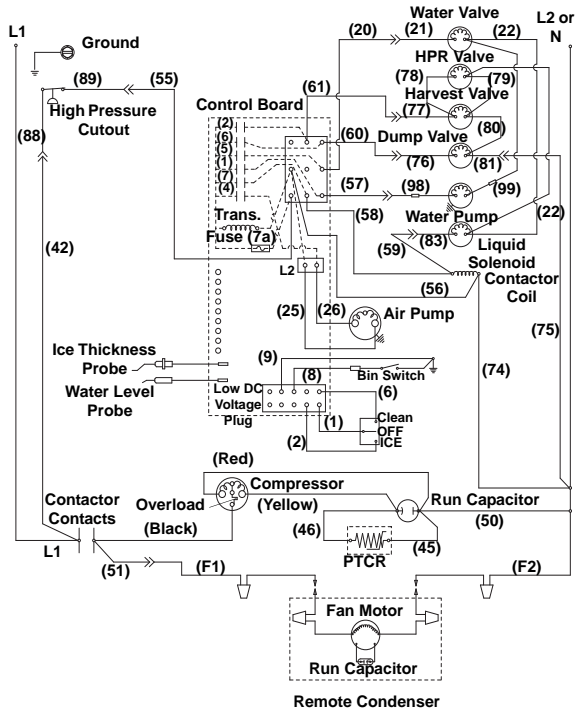 L1
Ground
(20)
(21)
Water Valve
(22)
L2 or
N
HPR Valve
(89)
(55)
(61)
(78)
(79)
Harvest Valve
High Pressure
Cutout
Control Board
(77)
(88)
(2)
(6)
(5)
(1)
(7)
(4)
(60)
Dump Valve
(80)
(76)
(81)
(57)
(98)
(99)
Trans.
Fuse (7a)
(58)
Water Pump
(22)
(42)
(59)
(83)
Liquid
Solenoid
Contactor
Coil
L2
(56)
(25)
(26)
Air Pump
(75)
Ice Thickness
Probe
(9)
(74)
Water Level
Probe
(8)
Bin Switch
Low DC
Voltage
Plug
(6)
Clean
(1)
OFF
(2)
ICE
(Red)
Compressor
Contactor
Contacts
Overload
(Yellow)
Run Capacitor
(Black)
(46)
(50)
L1
(45)
PTCR
(51)
(F1)
(F2)
Fan Motor
Run Capacitor
Remote Condenser